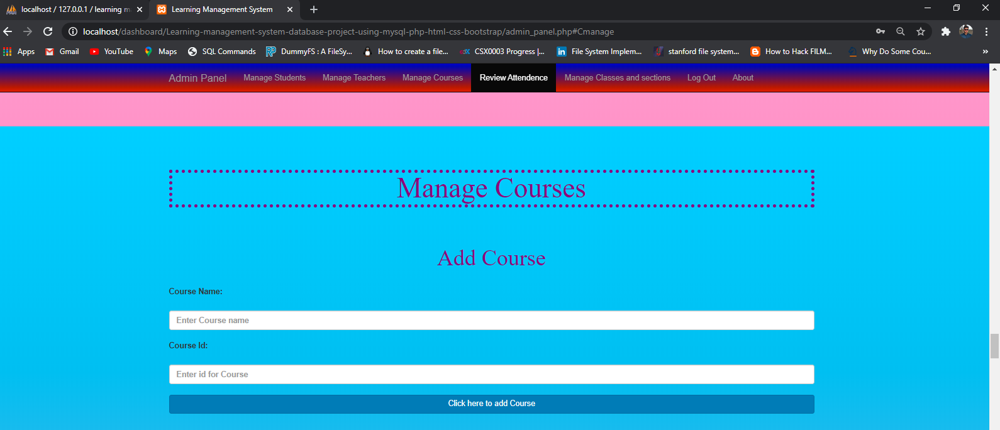 localhost / 127.0.0.1 / learning m
Learning Management System
localhost/dashboard/Learning-management-system-database-project-using-mysql-php-html-css-bootstrap/admin_panel.php#Cmanage
Apps Gmail YouTube Maps SQL Commands DummyFS : A FileSy... How to create a file... CSX0003 Progress |... File System Implem... stanford file system... How to Hack FILM... Why Do Some Cou... »
Admin Panel Manage Students Manage Teachers Manage Courses Review Attendence Manage Classes and sections Log Out About
Manage Courses
Add Course
Course Name:
Enter Course name
Course Id:
Enter id for Course
Click here to add Course